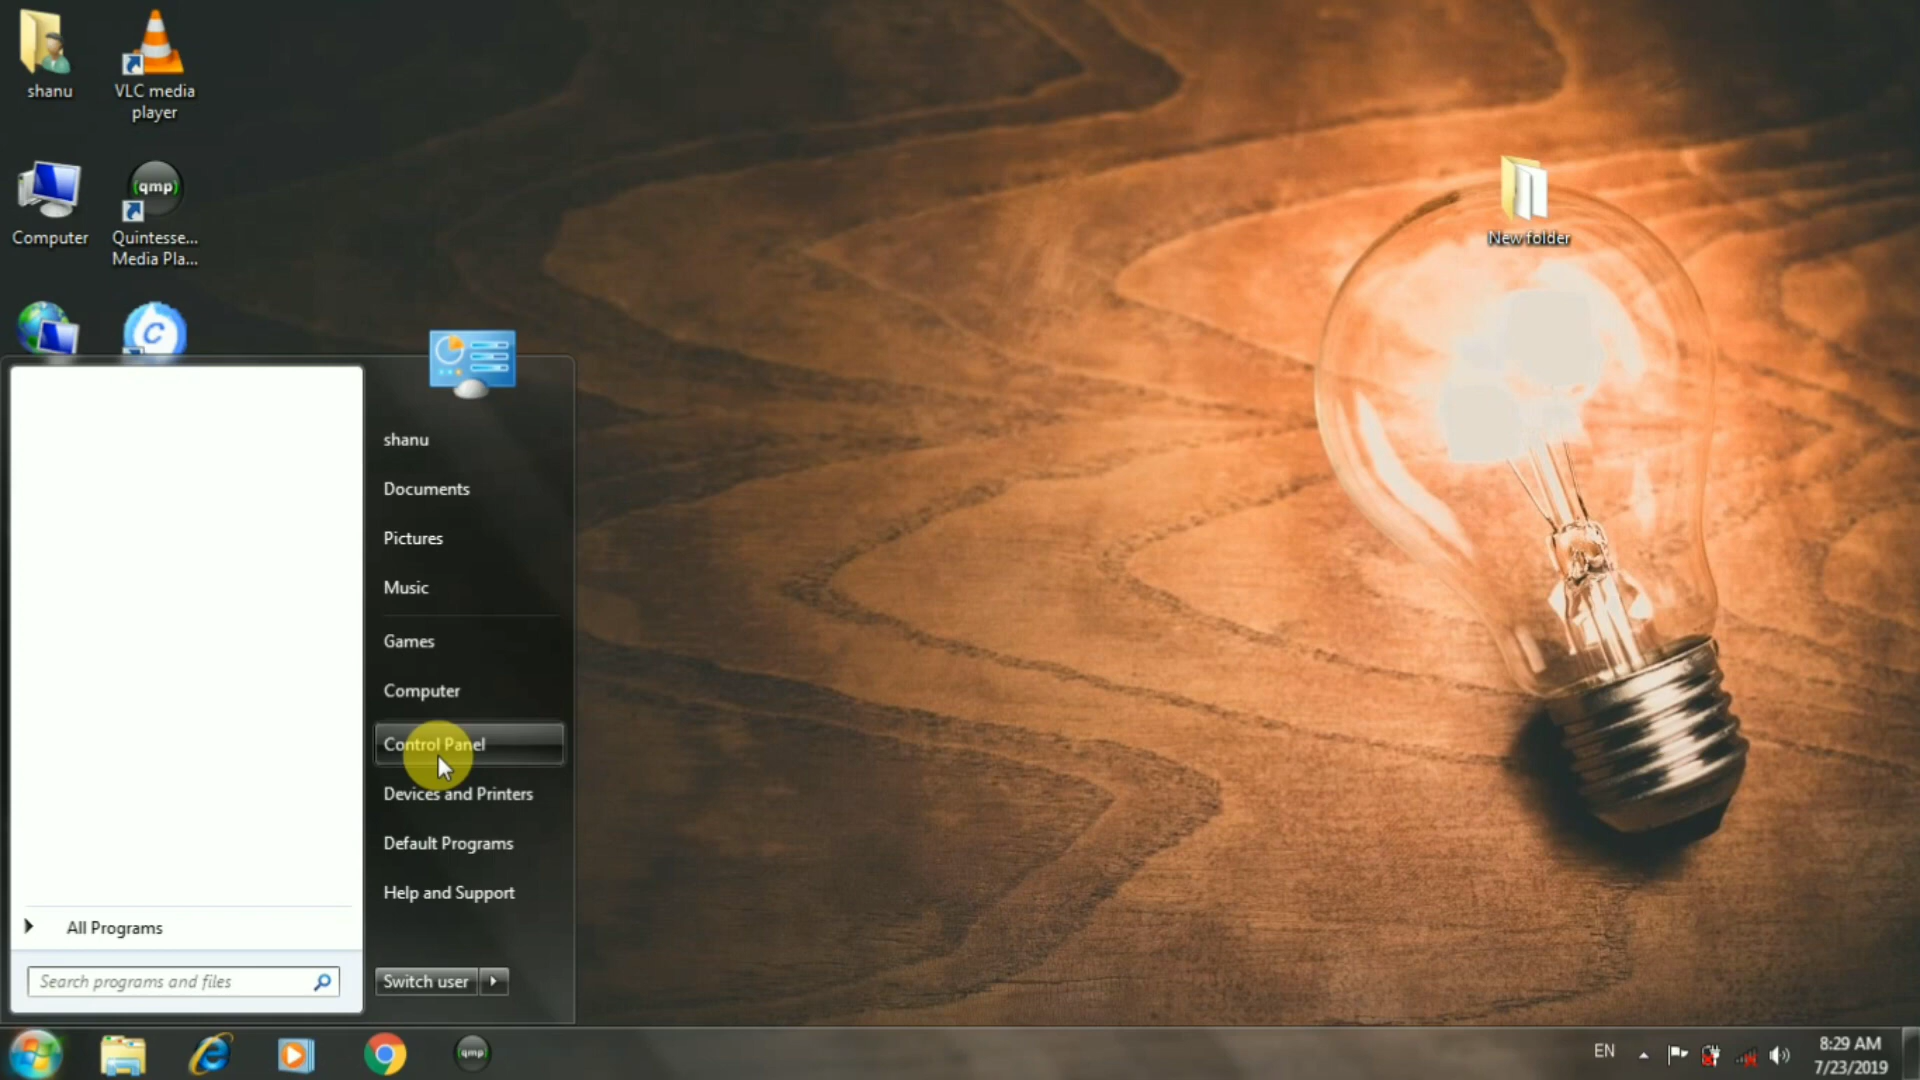 shanu
VLC media
player
Computer
(qmp)
Quintesse...
Media Pla...
C
New folder
shanu
Documents
Pictures
Music
Games
Computer
Control Panel
Devices and Printers
Default Programs
Help and Support
All Programs
Search programs and files
Switch user
(qmp)
EN
8:29 AM
7/23/2019